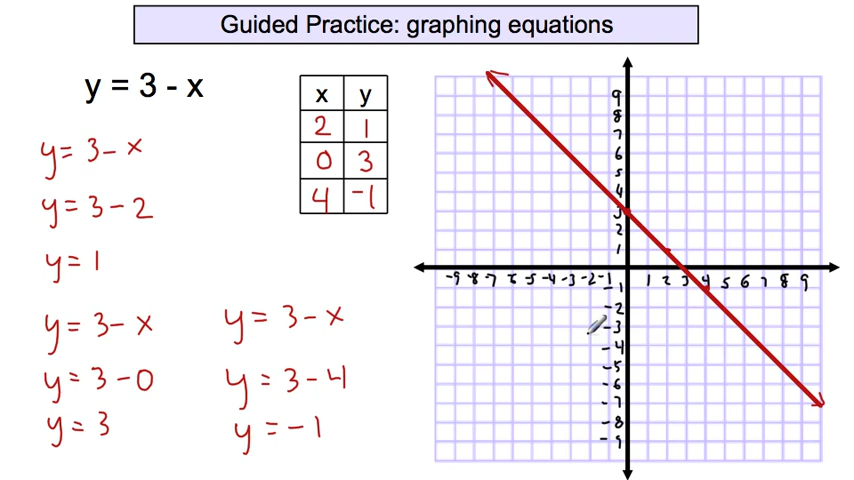 Guided Practice: graphing equations
y = 3 - x
x y
2 1
0 3
4 -1
y = 3 - x
y = 3 - 2
y = 1
y = 3 - x
y = 3 - 0
y = 3
y = 3 - x
y = 3 - 4
y = -1
9
8
7
6
5
4
3
2
1
-9 -8 -7 -6 -5 -4 -3 -2 -1 1 2 3 4 5 6 7 8 9
-1
-2
-3
-4
-5
-6
-7
-8
-9